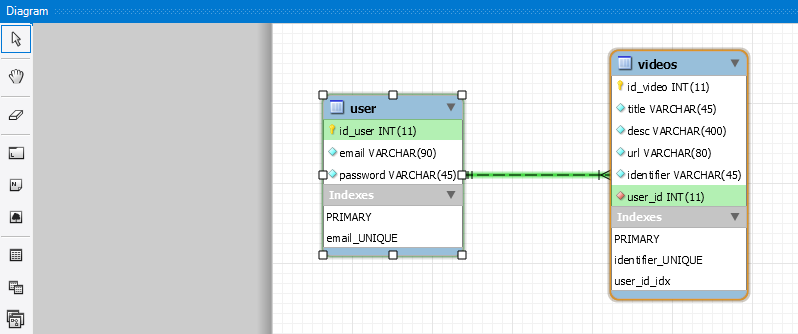 Diagram
user
id_user INT(11)
email VARCHAR(90)
password VARCHAR(45)
Indexes
PRIMARY
email_UNIQUE
videos
id_video INT(11)
title VARCHAR(45)
desc VARCHAR(400)
url VARCHAR(80)
identifier VARCHAR(45)
user_id INT(11)
Indexes
PRIMARY
identifier_UNIQUE
user_id_idx